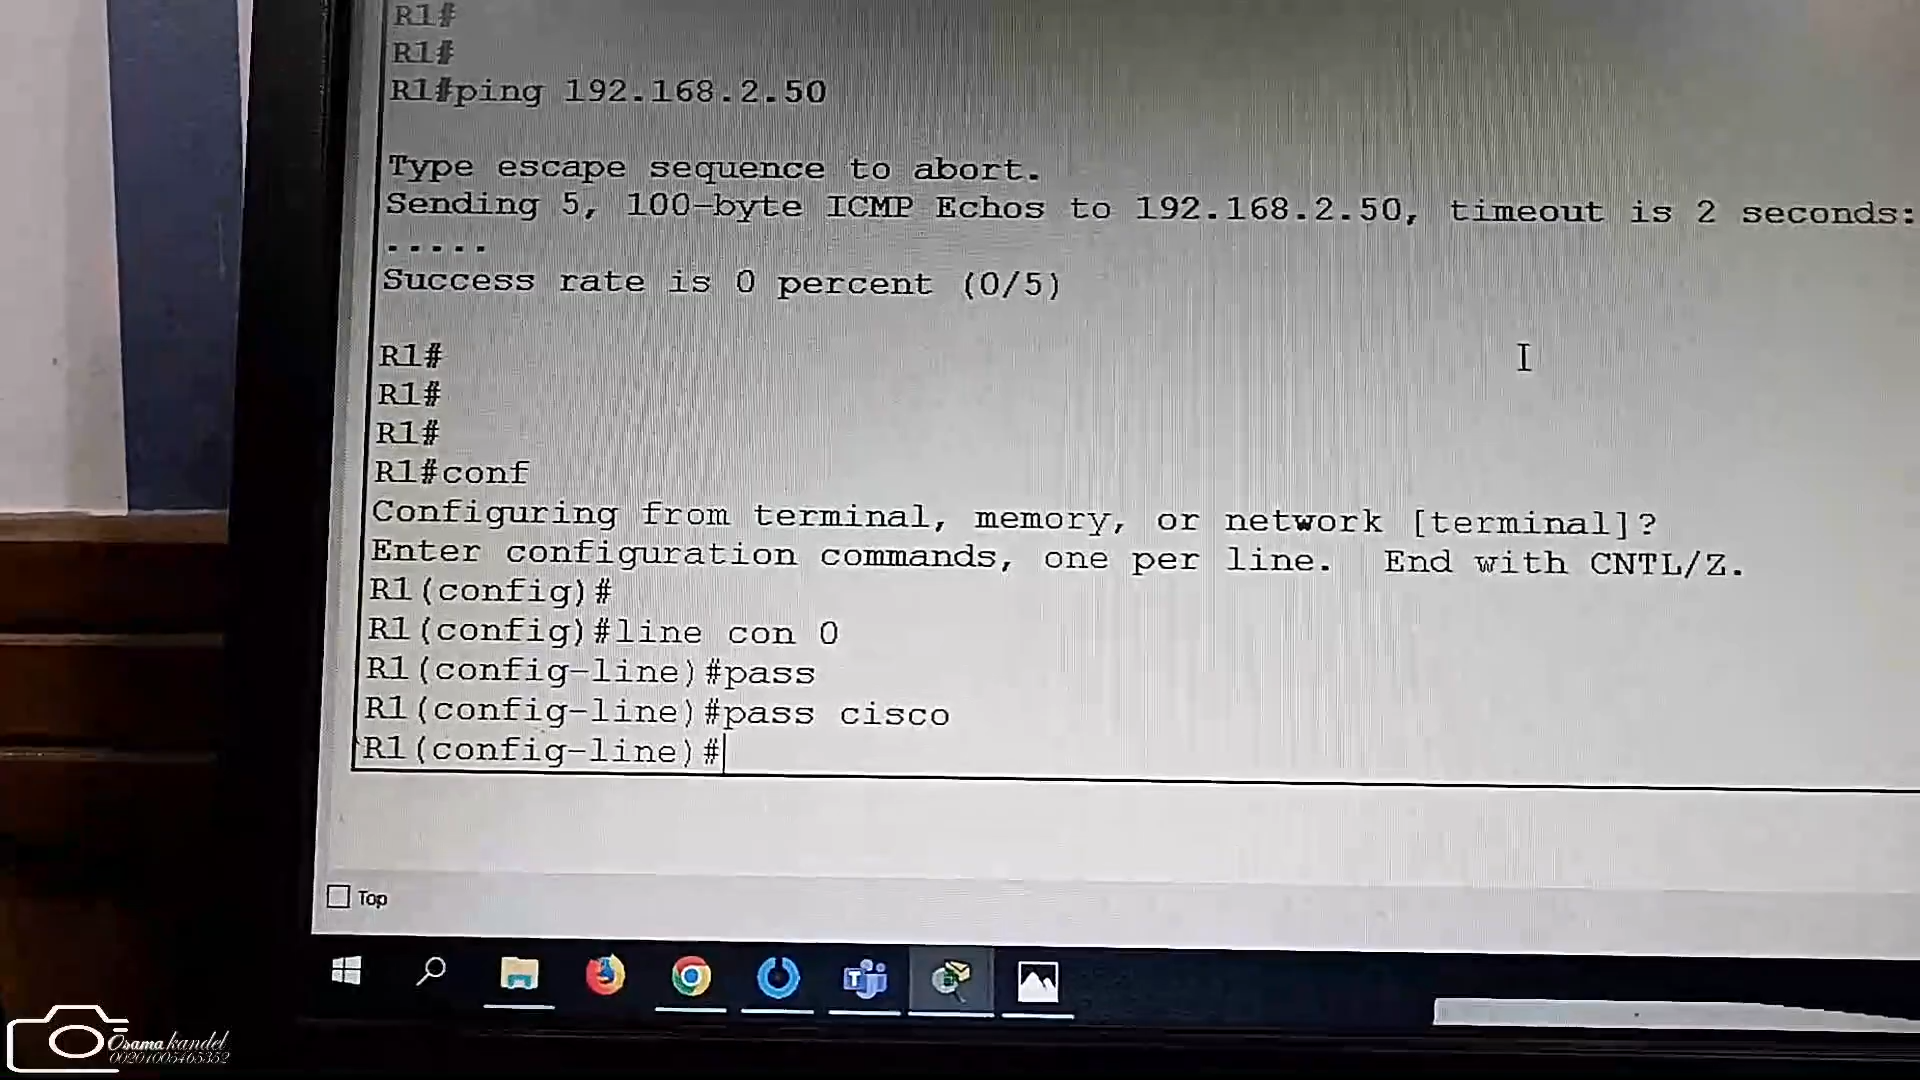 R1#
R1#
R1#ping 192.168.2.50
Type escape sequence to abort.
Sending 5, 100-byte ICMP Echos to 192.168.2.50, timeout is 2 seconds:
.....
Success rate is 0 percent (0/5)
R1#
R1#
R1#
R1#conf
Configuring from terminal, memory, or network [terminal]?
Enter configuration commands, one per line.  End with CNTL/Z.
R1(config)#
R1(config)#line con 0
R1(config-line)#pass
R1(config-line)#pass cisco
R1(config-line)#
Top
Osama kandel
00201005465352